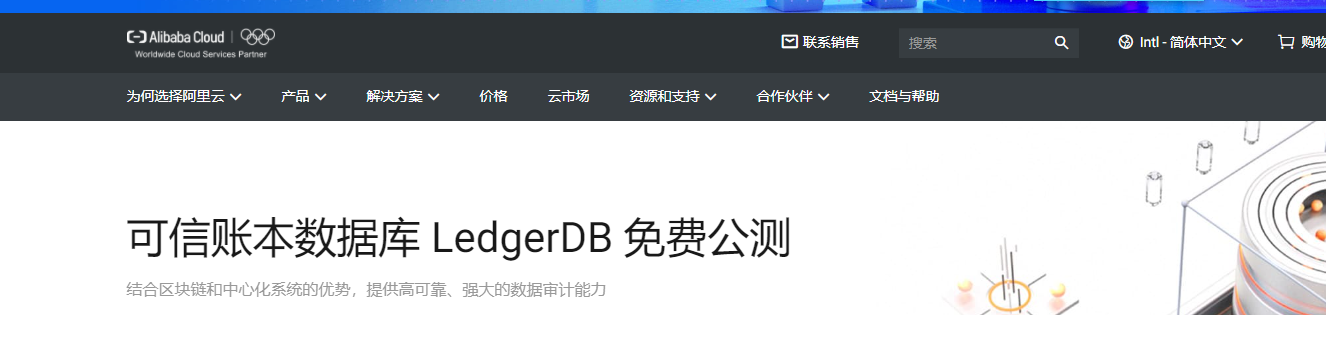 Alibaba Cloud
Worldwide Cloud Services Partner
联系销售
搜索
Intl - 简体中文
购物
为何选择阿里云 产品 解决方案 价格 云市场 资源和支持 合作伙伴 文档与帮助
可信账本数据库 LedgerDB 免费公测
结合区块链和中心化系统的优势，提供高可靠、强大的数据审计能力